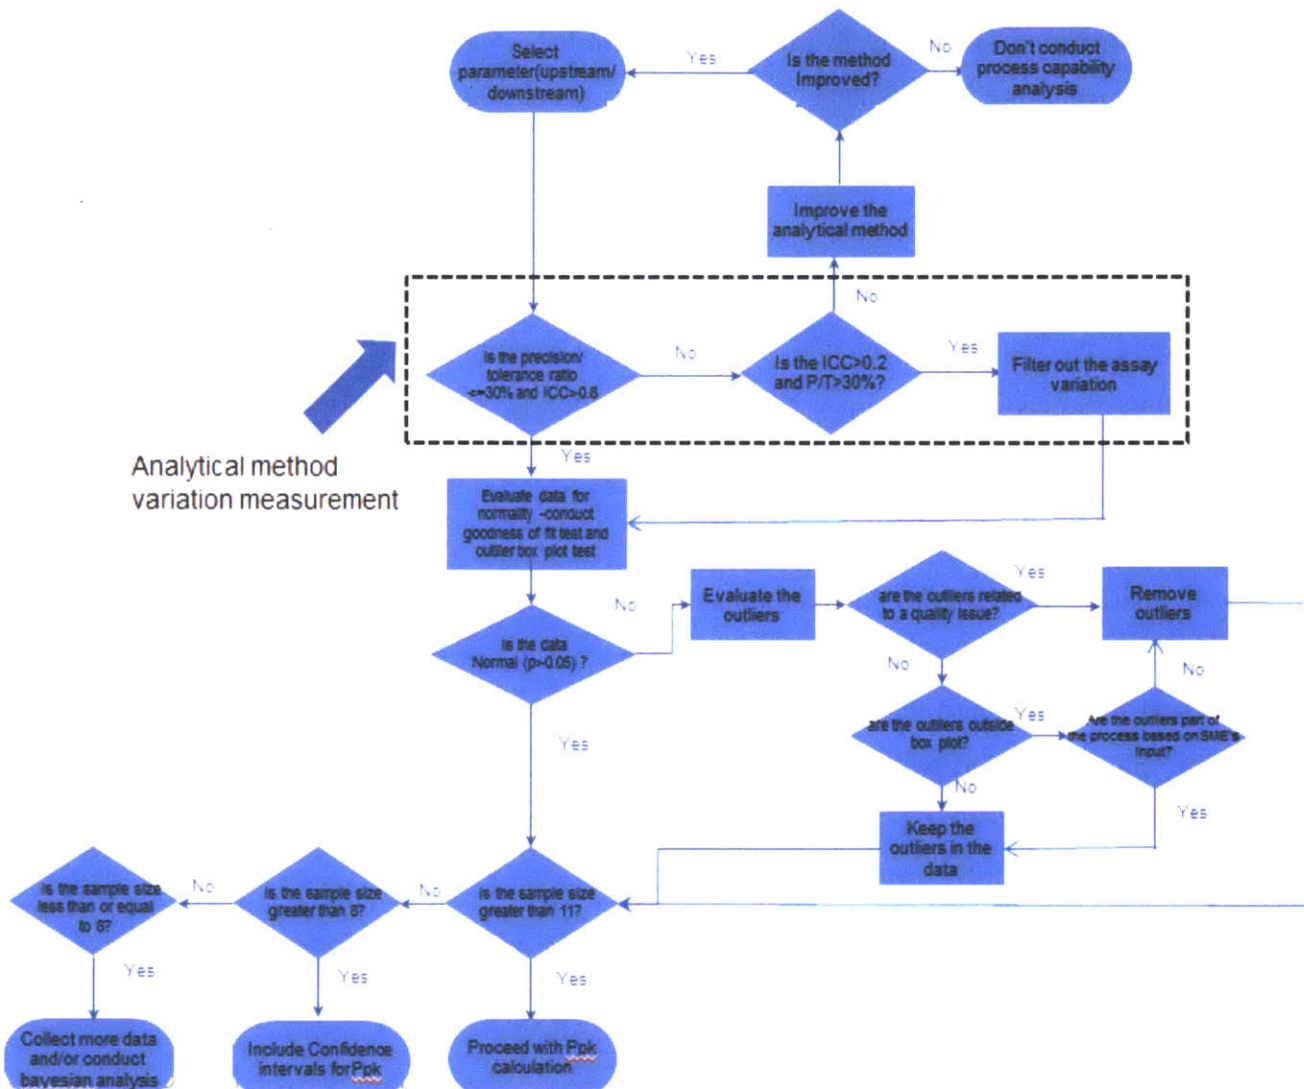 Select
parameter(upstream/
downstream)
Yes
Is the method
Improved?
No
Don't conduct
process capability
analysis
Improve the
analytical method
No
Is the precision/
tolerance ratio
<=30% and ICC>0.8
No
Is the ICC>0.2
and P/T>30%?
Yes
Filter out the assay
variation
Analytical method
variation measurement
Yes
Evaluate data for
normality -conduct
goodness of fit test and
outlier box plot test
No
Evaluate the
outliers
are the outliers related
to a quality issue?
Yes
Remove
outliers
Is the data
Normal (p>0.05) ?
No
No
are the outliers outside
box plot?
Yes
Are the outliers part of
the process based on SME's
Input?
Yes
No
Yes
Keep the
outliers in the
data
Is the sample size
less than or equal
to 8?
No
Is the sample size
greater than 8?
No
Is the sample size
greater than 11?
Yes
Yes
Yes
Collect more data
and/or conduct
bayesian analysis
Include Confidence
intervals forPpk
Proceed with Ppk
calculation